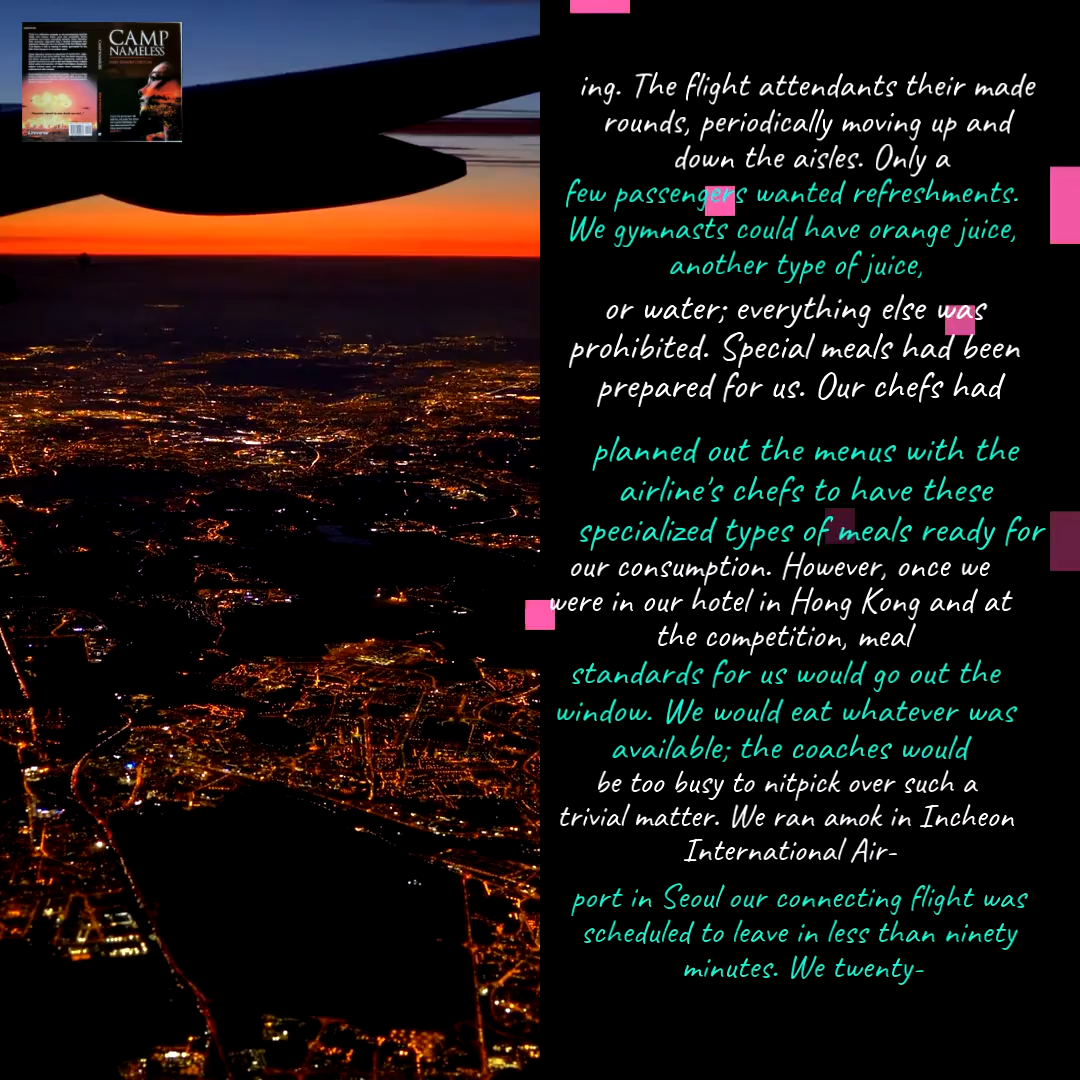 CAMP
NAMELESS
ing. The flight attendants their made
rounds, periodically moving up and
down the aisles. Only a
few passengers wanted refreshments.
We gymnasts could have orange juice,
another type of juice,
or water; everything else was
prohibited. Special meals had been
prepared for us. Our chefs had
planned out the menus with the
airline's chefs to have these
specialized types of meals ready for
our consumption. However, once we
were in our hotel in Hong Kong and at
the competition, meal
standards for us would go out the
window. We would eat whatever was
available; the coaches would
be too busy to nitpick over such a
trivial matter. We ran amok in Incheon
International Air-
port in Seoul our connecting flight was
scheduled to leave in less than ninety
minutes. We twenty-